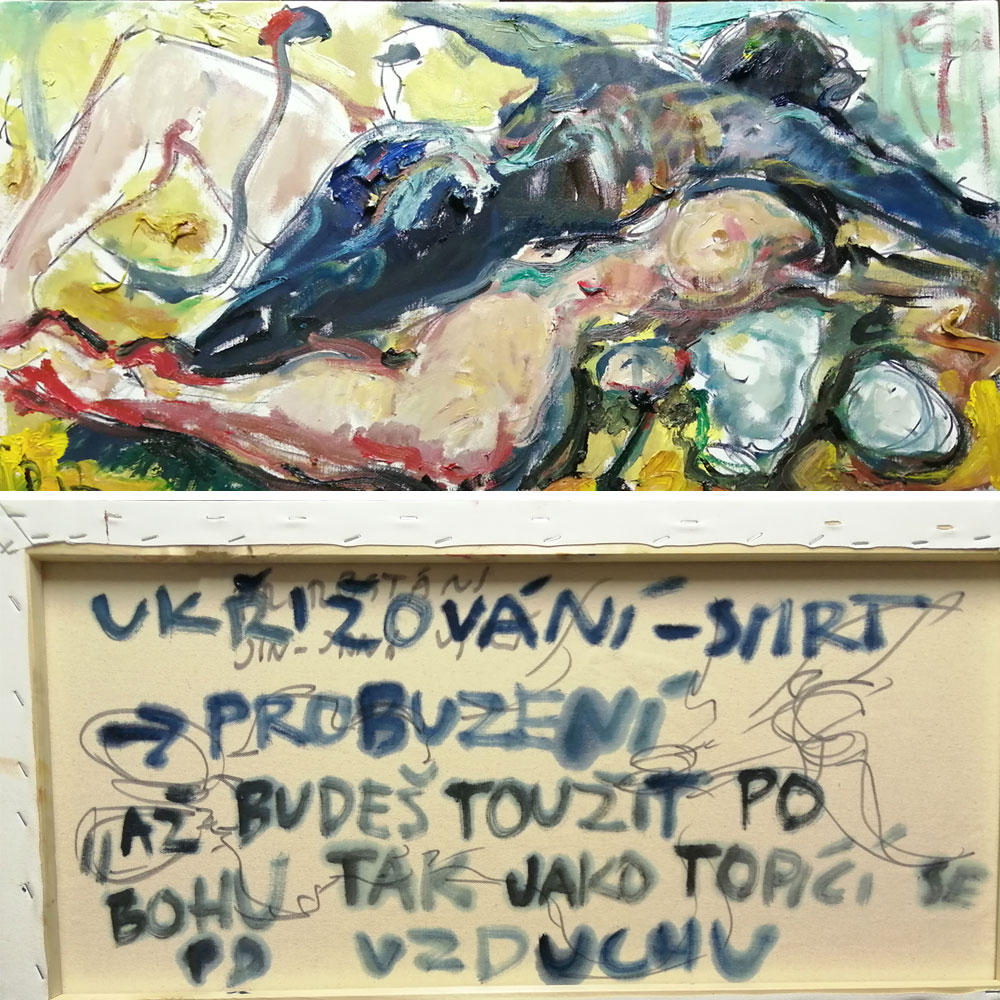 UKŘIŽOVÁNÍ - SMRT
→ PROBUZENÍ
"AŽ BUDEŠ TOUŽIT PO
BOHU TAK JAKO TOPÍCÍ SE
PO VZDUCHU